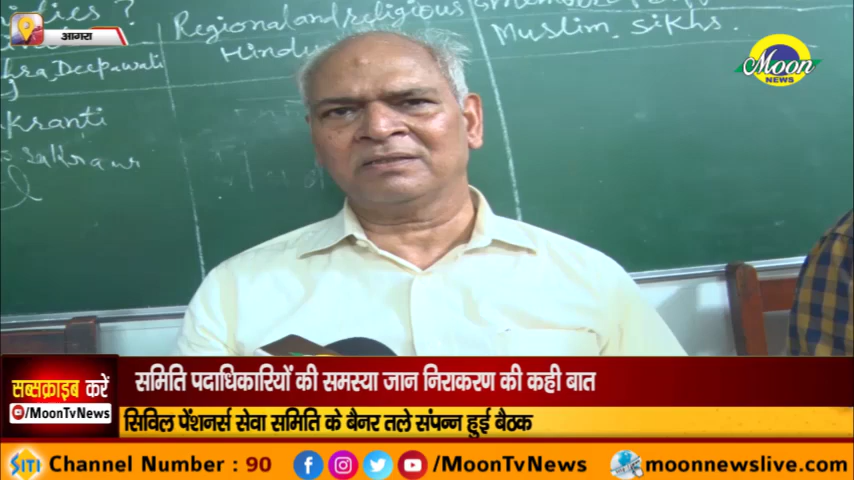 Regional and religious
Hindu
Muslim, Sikhs
Deepawati
kranti
आगरा
Moon
NEWS
सब्सक्राइब करें
/MoonTvNews
समिति पदाधिकारियों की समस्या जान निराकरण की कही बात
सिविल पेंशनर्स सेवा समिति के बैनर तले संपन्न हुई बैठक
SITI Channel Number : 90 /MoonTvNews moonnewslive.com